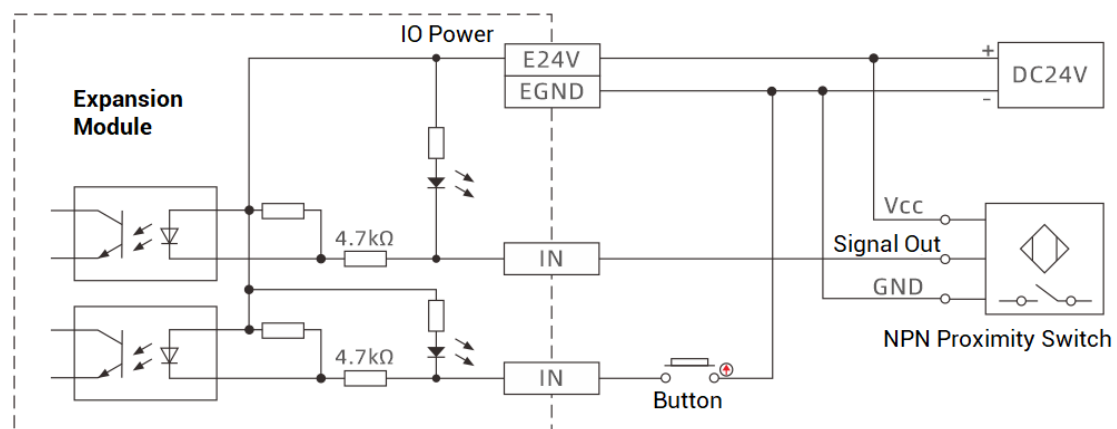 IO Power
E24V
EGND
+
-
DC24V
Expansion
Module
Vcc
4.7kΩ
Signal Out
IN
GND
NPN Proximity Switch
4.7kΩ
IN
Button